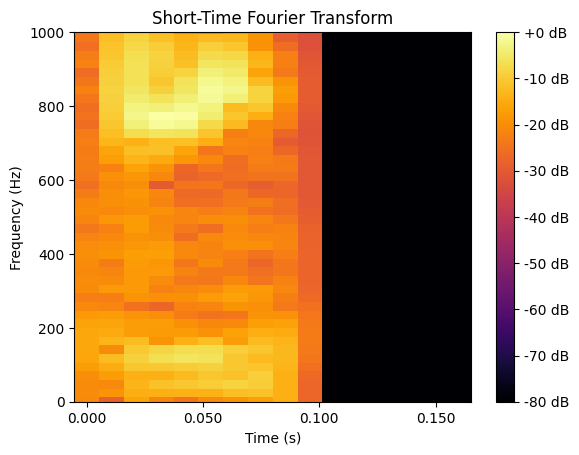 Short-Time Fourier Transform
1000
800
600
400
200
0
Frequency (Hz)
0.000
0.050
0.100
0.150
Time (s)
+0 dB
-10 dB
-20 dB
-30 dB
-40 dB
-50 dB
-60 dB
-70 dB
-80 dB